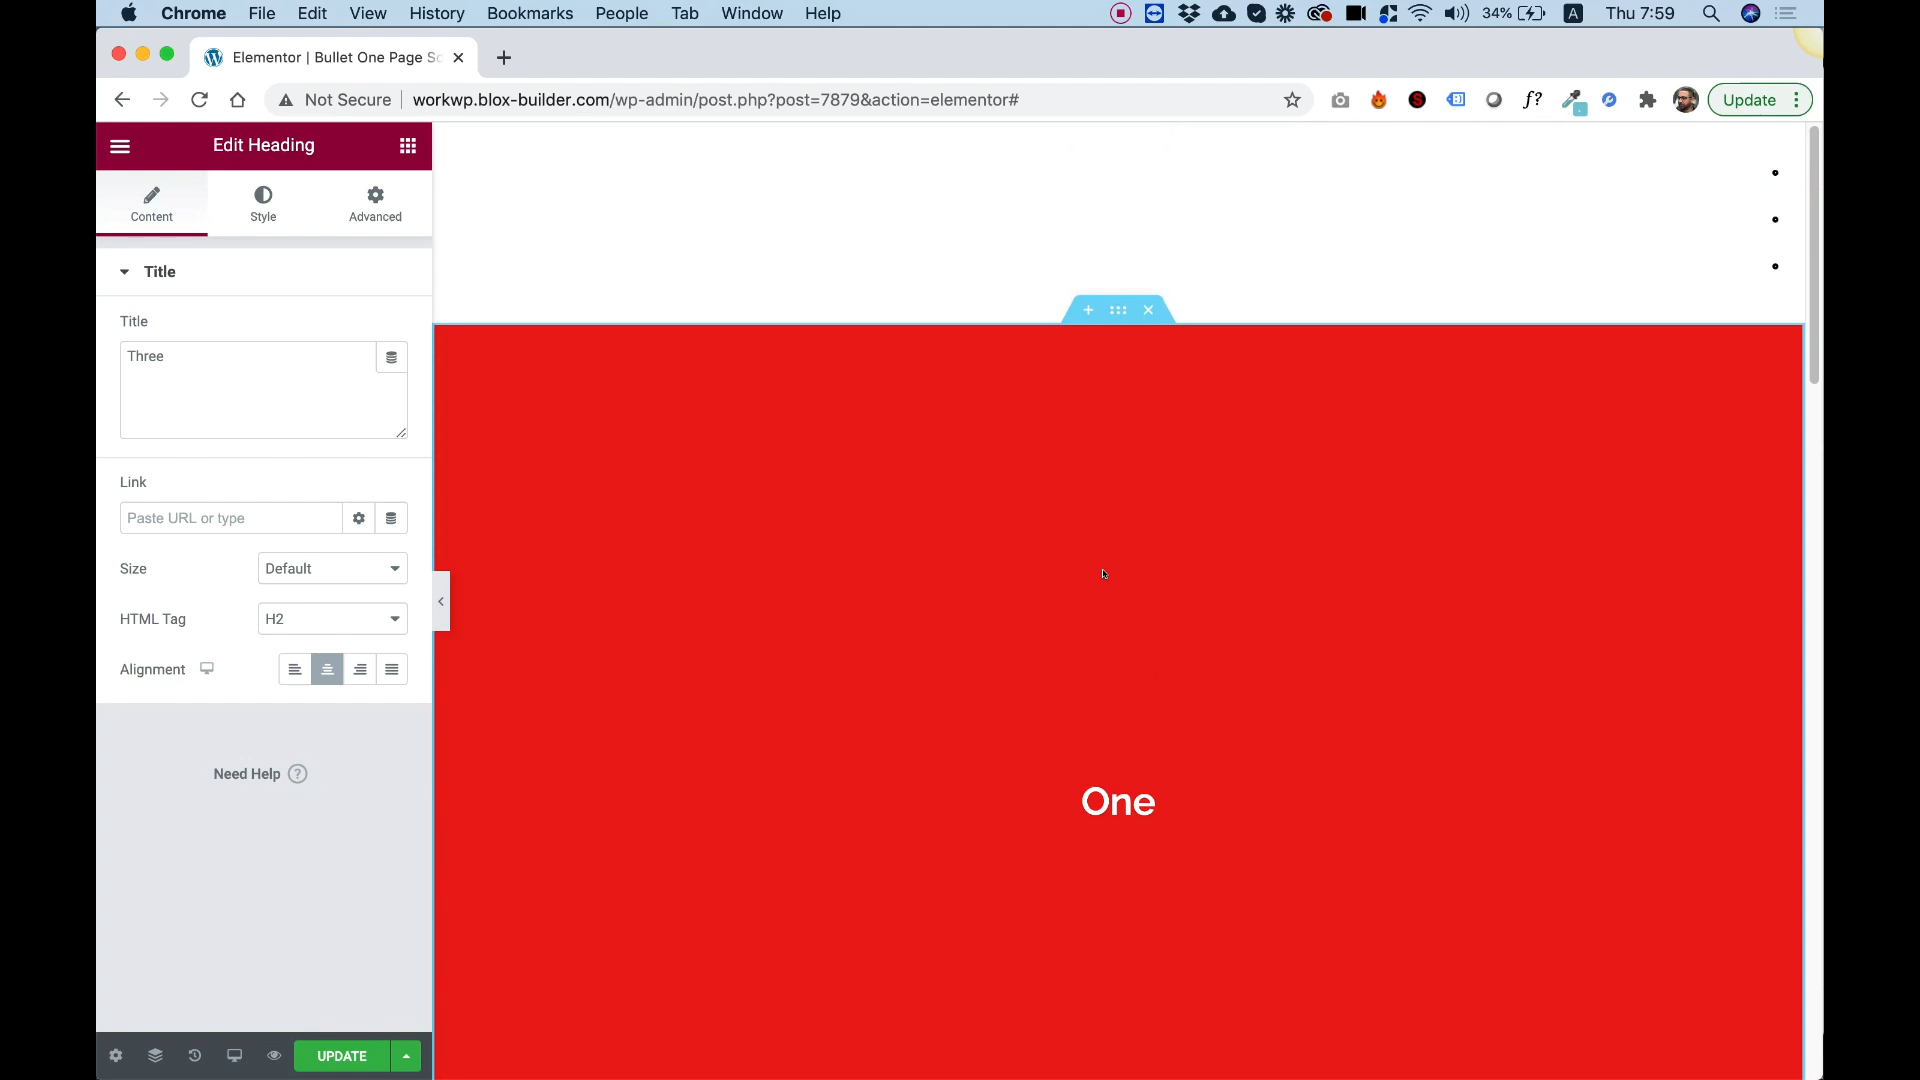 Chrome File Edit View History Bookmarks People Tab Window Help 34% A Thu 7:59
Elementor | Bullet One Page Sc
Not Secure workwp.blox-builder.com/wp-admin/post.php?post=7879&action=elementor# f? Update
Edit Heading
Content Style Advanced
Title
Title
Three
Link
Paste URL or type
Size Default
HTML Tag H2
Alignment
Need Help ?
One
UPDATE